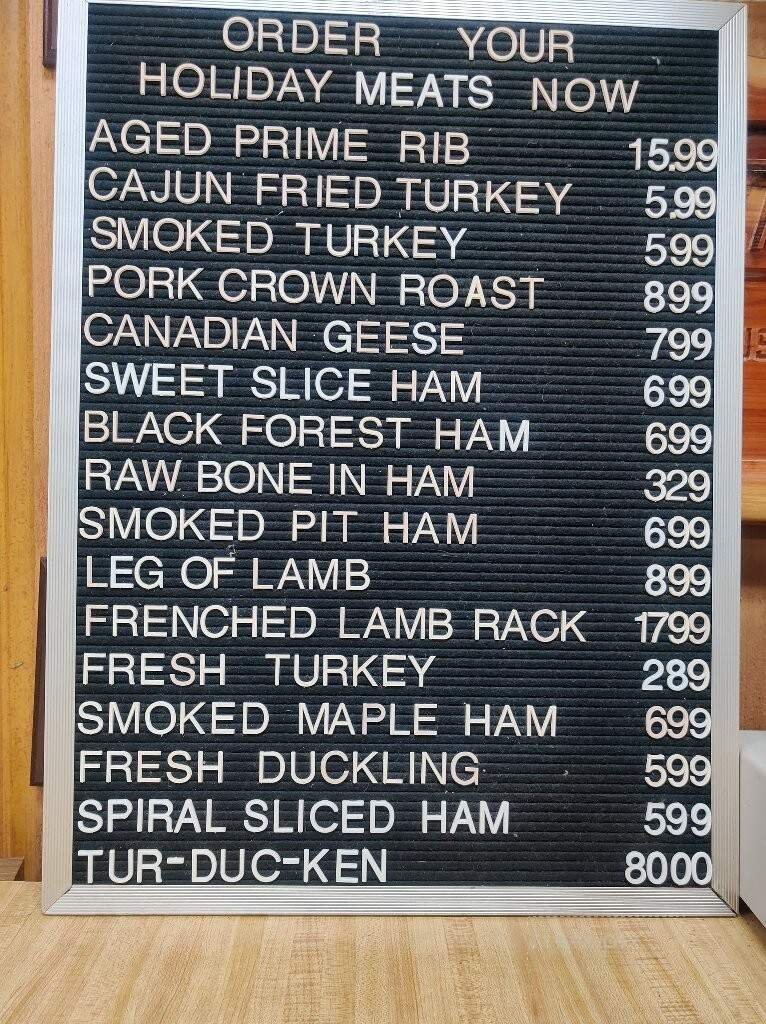 ORDER YOUR
HOLIDAY MEATS NOW
AGED PRIME RIB 15.99
CAJUN FRIED TURKEY 5.99
SMOKED TURKEY 599
PORK CROWN ROAST 899
CANADIAN GEESE 799
SWEET SLICE HAM 699
BLACK FOREST HAM 699
RAW BONE IN HAM 329
SMOKED PIT HAM 699
LEG OF LAMB 899
FRENCHED LAMB RACK 1799
FRESH TURKEY 289
SMOKED MAPLE HAM 699
FRESH DUCKLING 599
SPIRAL SLICED HAM 599
TUR-DUC-KEN 8000